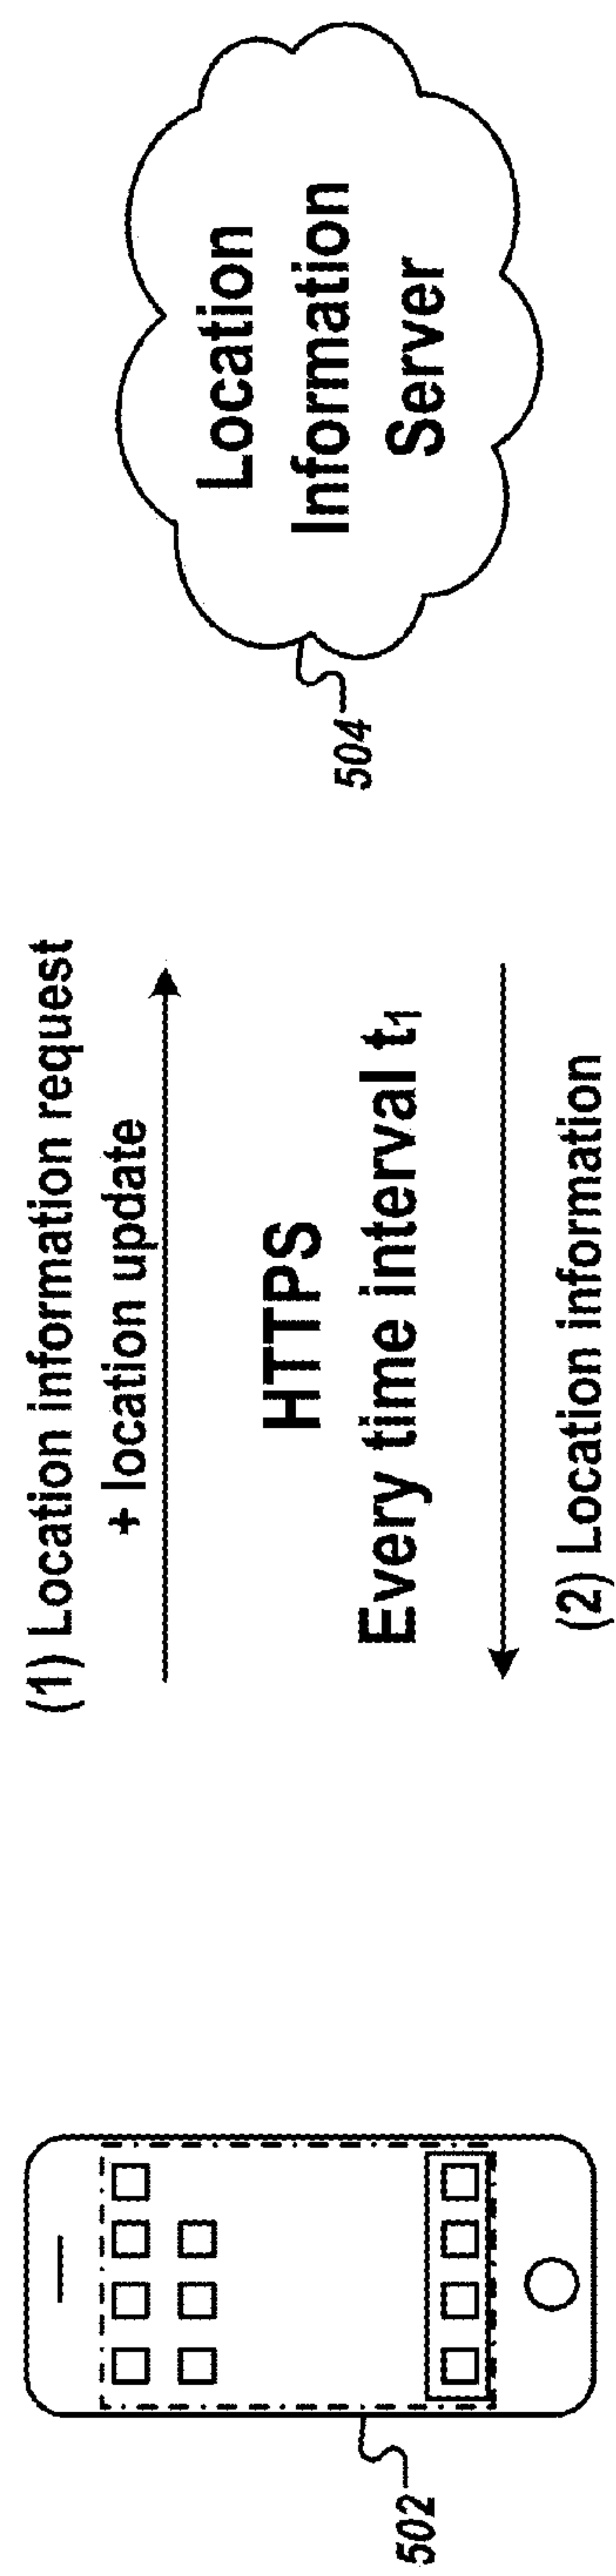 (1) Location information request
+ location update
HTTPS
Every time interval t₁
(2) Location information
502
504
Location
Information
Server